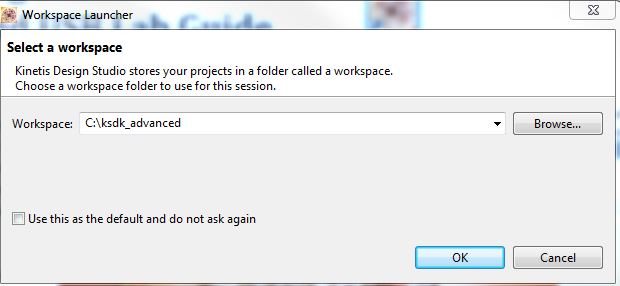 Workspace Launcher
Select a workspace
Kinetis Design Studio stores your projects in a folder called a workspace.
Choose a workspace folder to use for this session.
Workspace: C:\ksdk_advanced Browse...
Use this as the default and do not ask again
OK Cancel